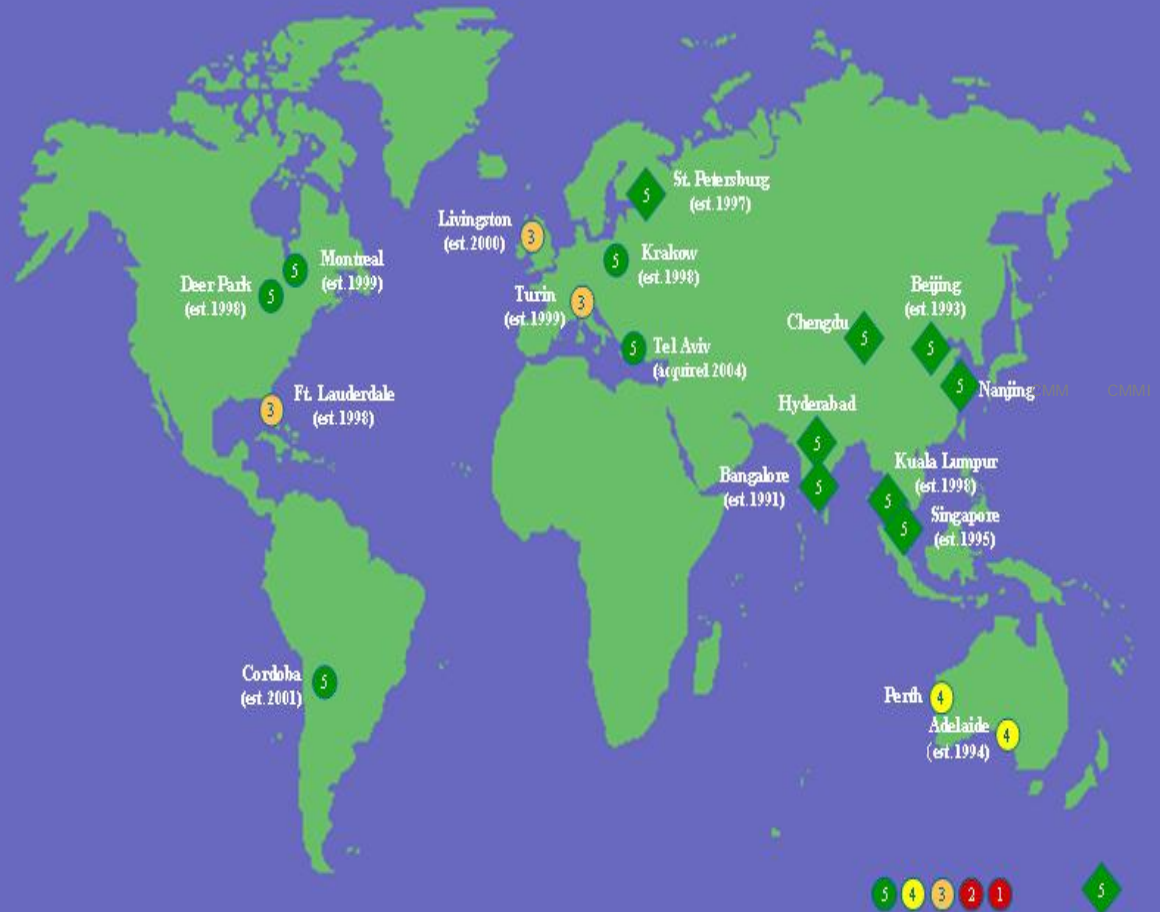 St. Petersburg
(est.1997)
5
Livingston
(est.2000)
3
Krakow
(est.1998)
5
Montreal
(est.1999)
5
Deer Park
(est.1998)
5
Turin
(est.1999)
3
Tel Aviv
(acquired 2004)
5
Beijing
(est.1993)
5
Chengdu
5
Nanjing
5
CMM
CMMI
Ft. Lauderdale
(est.1998)
3
Hyderabad
5
Bangalore
(est.1991)
5
Kuala Lumpur
(est.1998)
5
Singapore
(est.1995)
5
Cordoba
(est.2001)
5
Perth
4
Adelaide
(est.1994)
4
5 4 3 2 1
5